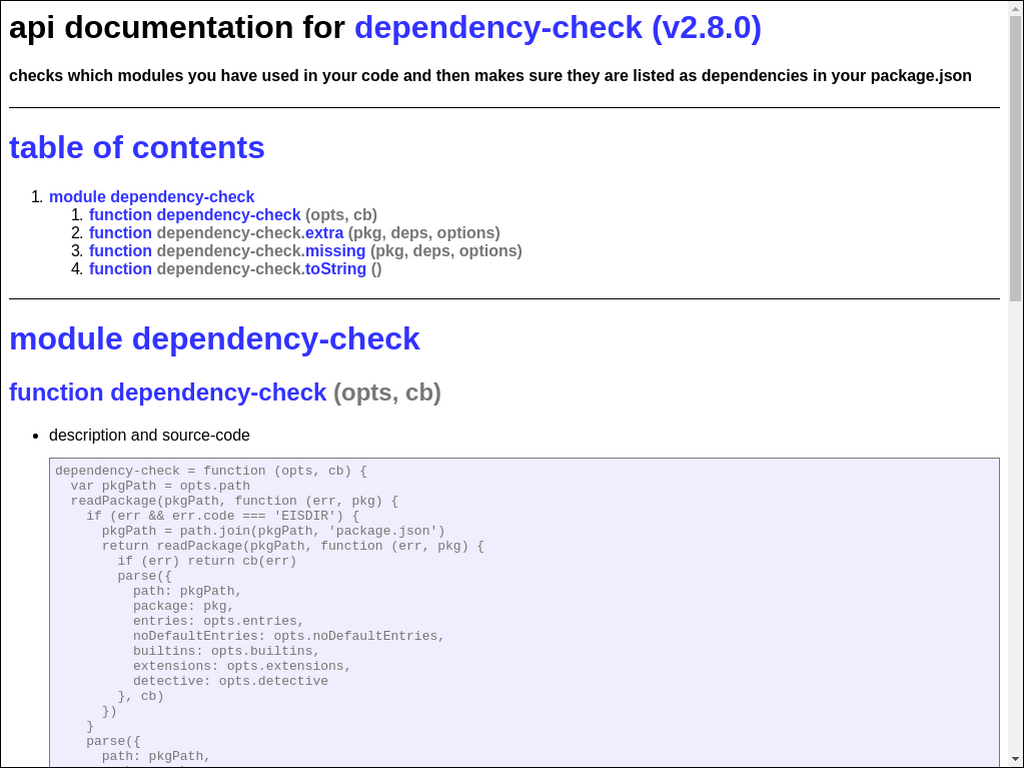 api documentation for dependency-check (v2.8.0)
checks which modules you have used in your code and then makes sure they are listed as dependencies in your package.json
table of contents
1. module dependency-check
1. function dependency-check (opts, cb)
2. function dependency-check.extra (pkg, deps, options)
3. function dependency-check.missing (pkg, deps, options)
4. function dependency-check.toString ()
module dependency-check
function dependency-check (opts, cb)
• description and source-code
dependency-check = function (opts, cb) {
  var pkgPath = opts.path
  readPackage(pkgPath, function (err, pkg) {
    if (err && err.code === 'EISDIR') {
      pkgPath = path.join(pkgPath, 'package.json')
      return readPackage(pkgPath, function (err, pkg) {
        if (err) return cb(err)
        parse({
          path: pkgPath,
          package: pkg,
          entries: opts.entries,
          noDefaultEntries: opts.noDefaultEntries,
          builtins: opts.builtins,
          extensions: opts.extensions,
          detective: opts.detective
        }, cb)
      })
    }
    parse({
      path: pkgPath,